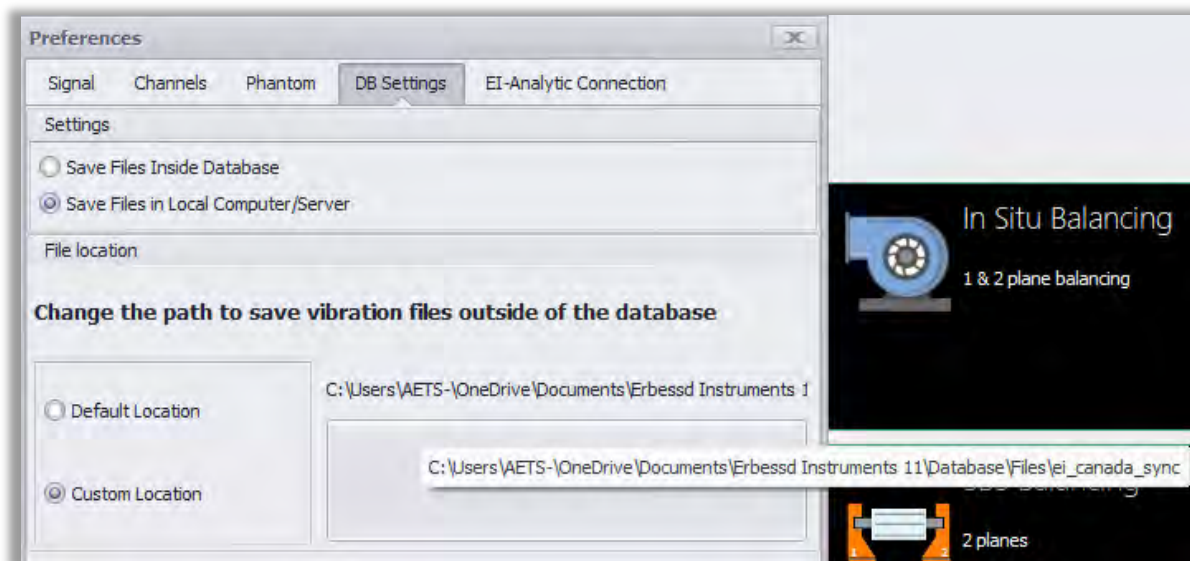 Preferences
Signal Channels Phantom DB Settings EI-Analytic Connection
Settings
Save Files Inside Database
Save Files in Local Computer/Server
File location
Change the path to save vibration files outside of the database
Default Location
Custom Location
C:\Users\AETS-\OneDrive\Documents\Erbessd Instruments 1
C:\Users\AETS-\OneDrive\Documents\Erbessd Instruments 11\Database\Files\ei_canada_sync
In Situ Balancing
1 & 2 plane balancing
Balancing
2 planes
1 2